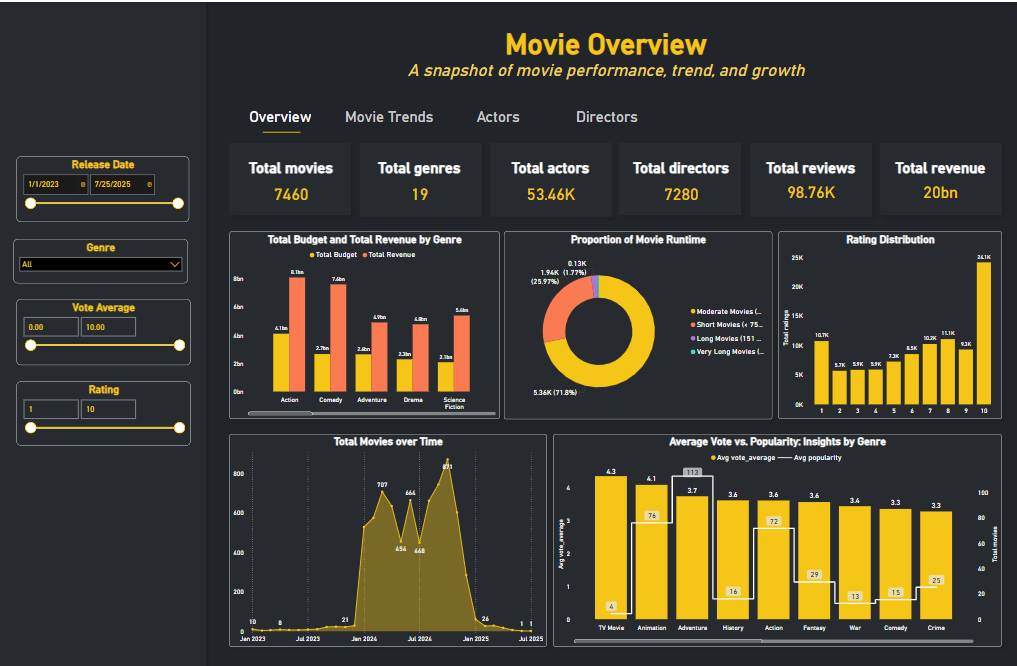 Movie Overview
A snapshot of movie performance, trend, and growth
Overview Movie Trends Actors Directors
Release Date
1/1/2023 7/25/2025
Genre
All
Vote Average
0.00 10.00
Rating
1 10
Total movies
7460
Total genres
19
Total actors
53.46K
Total directors
7280
Total reviews
98.76K
Total revenue
20bn
Total Budget and Total Revenue by Genre
Total Budget Total Revenue
8bn
6bn
4bn
2bn
0bn
4.1bn 8.1bn 2.7bn 7.6bn 2.6bn 4.9bn 2.3bn 4.8bn 2.1bn 5.4bn
Action Comedy Adventure Drama Science
Fiction
Proportion of Movie Runtime
0.13K
(1.77%)
1.94K
(25.97%)
5.36K (71.8%)
Moderate Movies (...
Short Movies (< 75...
Long Movies (151 ...
Very Long Movies (...
Rating Distribution
Total ratings
25K
20K
15K
10K
5K
0K
10.7K 5.7K 5.9K 5.9K 7.3K 8.5K 10.2K 11.1K 9.3K 24.1K
1 2 3 4 5 6 7 8 9 10
Total Movies over Time
800
600
400
200
0
10 8 21 707 454 664 448 871 26 1 1
Jan 2023 Jul 2023 Jan 2024 Jul 2024 Jan 2025 Jul 2025
Average Vote vs. Popularity: Insights by Genre
Avg vote_average Avg popularity
Avg vote_average
4
3
2
1
0
4.3 4.1 3.7 3.6 3.6 3.6 3.4 3.3 3.3
4 76 113 16 72 29 13 15 25
TV Movie Animation Adventure History Action Fantasy War Comedy Crime
100
80
60
40
20
0
Total movies